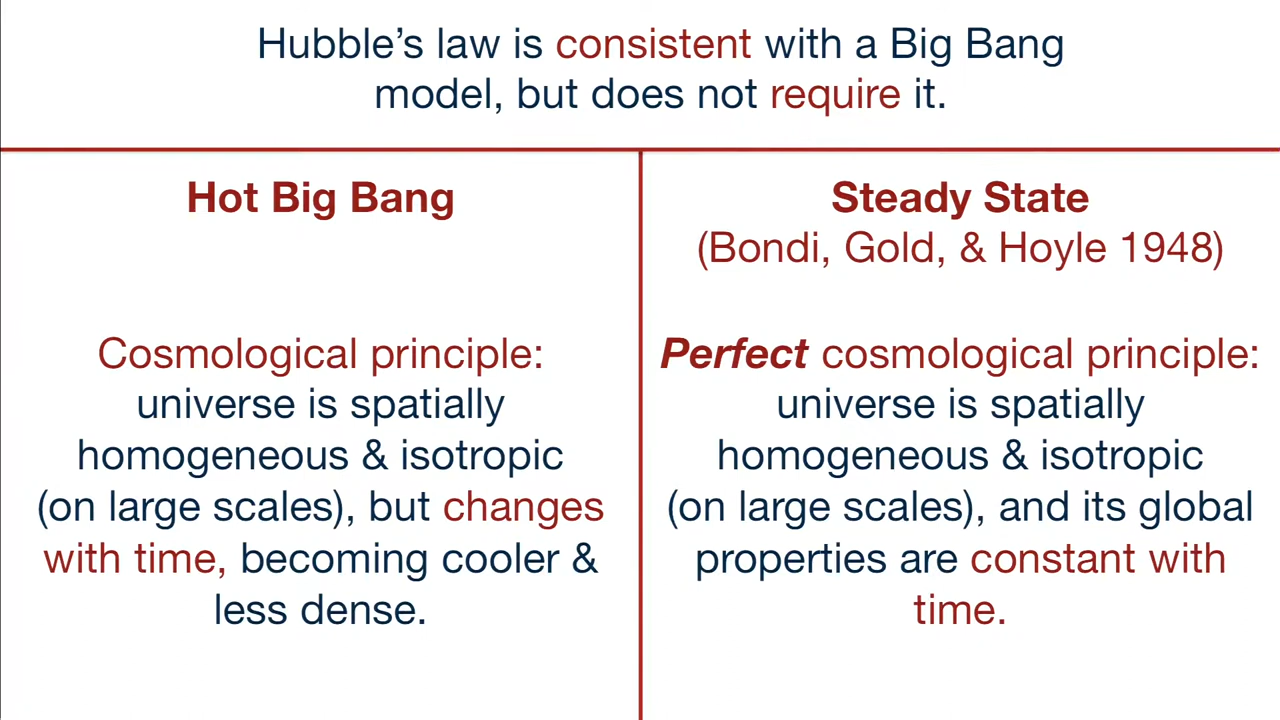 Hubble’s law is consistent with a Big Bang
model, but does not require it.
Hot Big Bang
Cosmological principle:
universe is spatially
homogeneous & isotropic
(on large scales), but changes
with time, becoming cooler &
less dense.
Steady State
(Bondi, Gold, & Hoyle 1948)
Perfect cosmological principle:
universe is spatially
homogeneous & isotropic
(on large scales), and its global
properties are constant with
time.